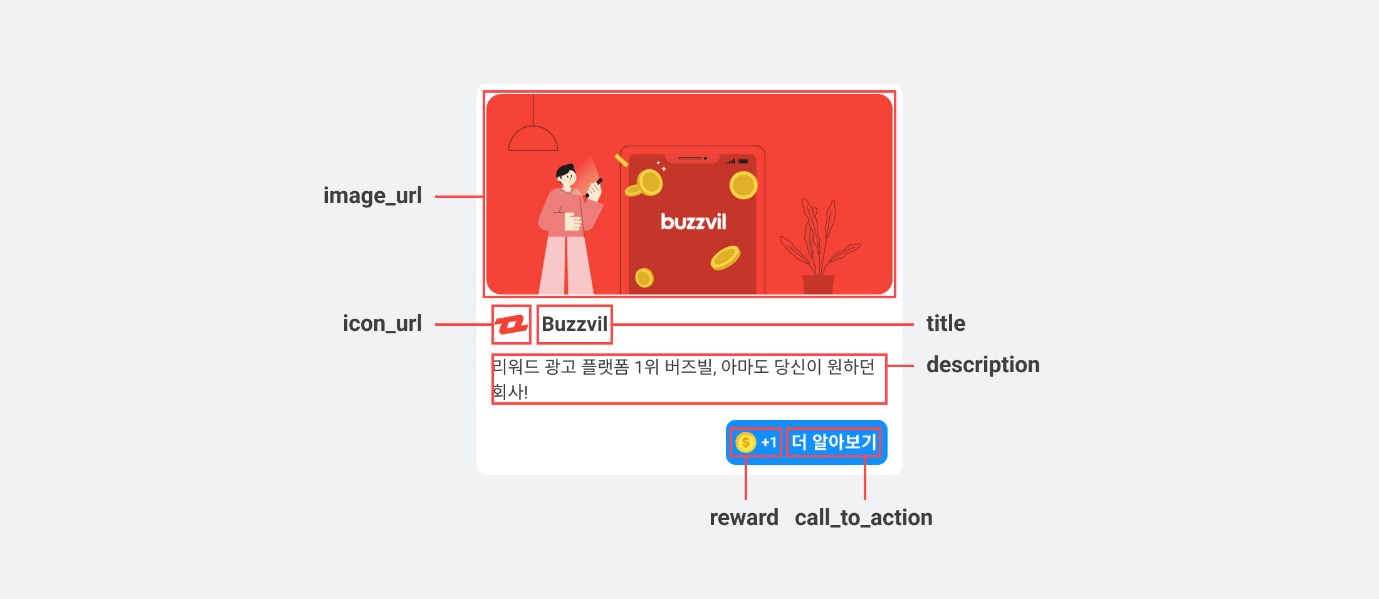 buzzvil
image_url
icon_url
Buzzvil
title
description
리워드 광고 플랫폼 1위 버즈빌, 아마도 당신이 원하던
회사!
$ +1 더 알아보기
reward
call_to_action